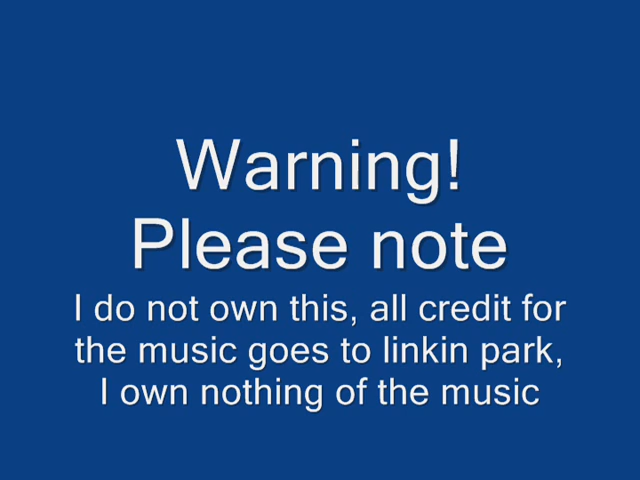 Warning!
Please note
I do not own this, all credit for
the music goes to linkin park,
I own nothing of the music